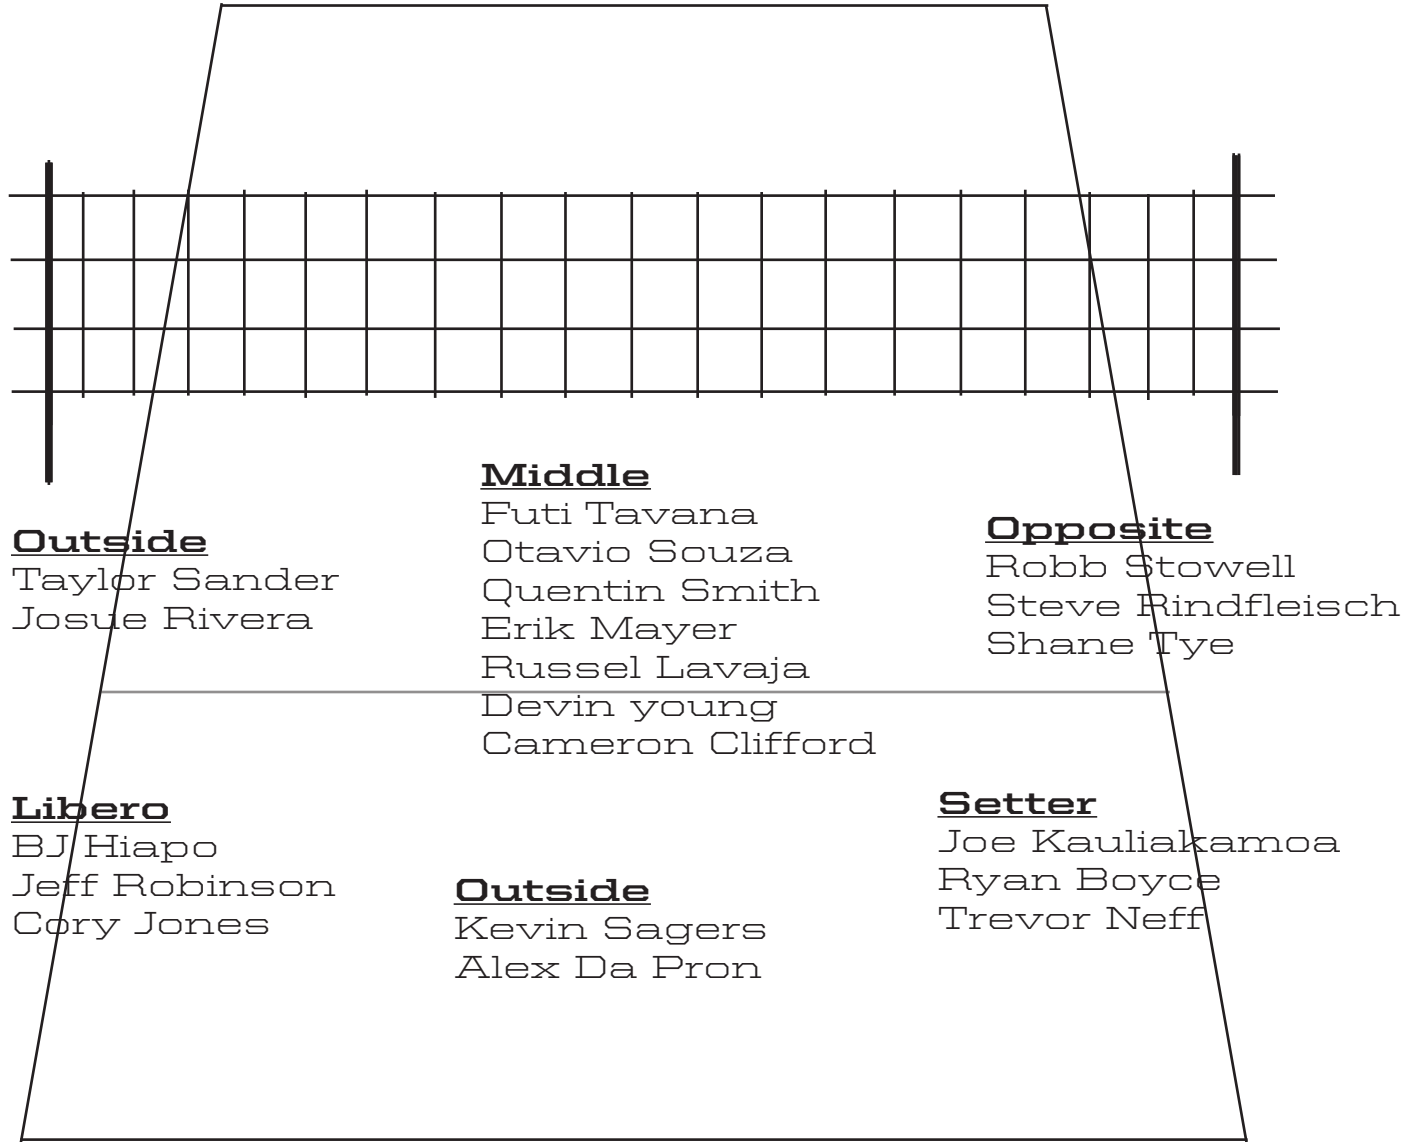 Middle
Futi Tavana
Otavio Souza
Quentin Smith
Erik Mayer
Russel Lavaja
Devin young
Cameron Clifford
Outside
Taylor Sander
Josue Rivera
Opposite
Robb Stowell
Steve Rindfleisch
Shane Tye
Libero
BJ Hiapo
Jeff Robinson
Cory Jones
Outside
Kevin Sagers
Alex Da Pron
Setter
Joe Kauliakamoa
Ryan Boyce
Trevor Neff